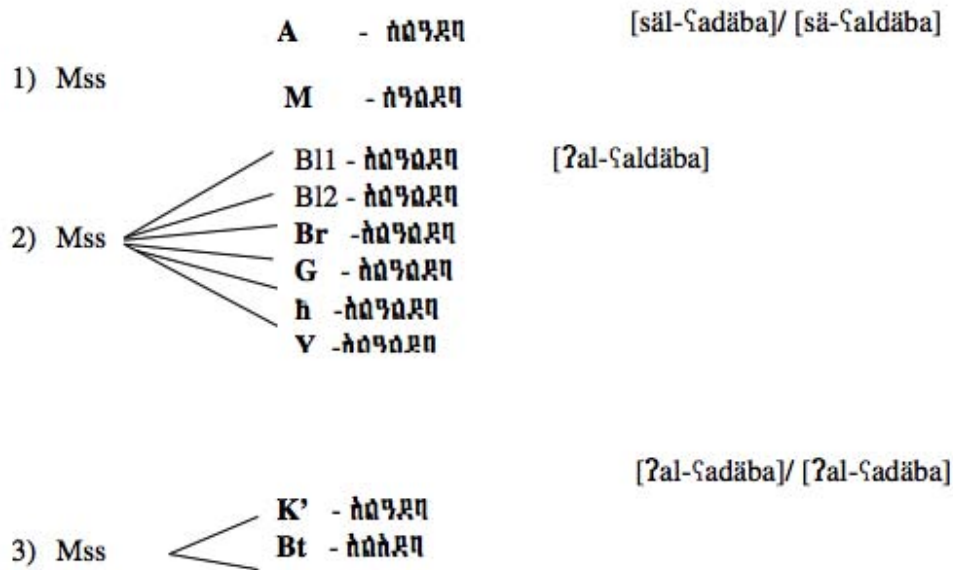 A - ሰልዓደባ [säl-ʕadäba]/ [sä-ʕaldäba]
1) Mss
M - ሰዓልደባ
Bl1 - አልዓልደባ [ʔal-ʕaldäba]
Bl2 - አልዓልደባ
2) Mss Br -አልዓልደባ
G - አልዓልደባ
ħ -አልዓልደባ
Y -አልዓልደባ
[ʔal-ʕadäba]/ [ʔal-ʕadäba]
K’ - አልዓደባ
3) Mss Bt - አልአደባ